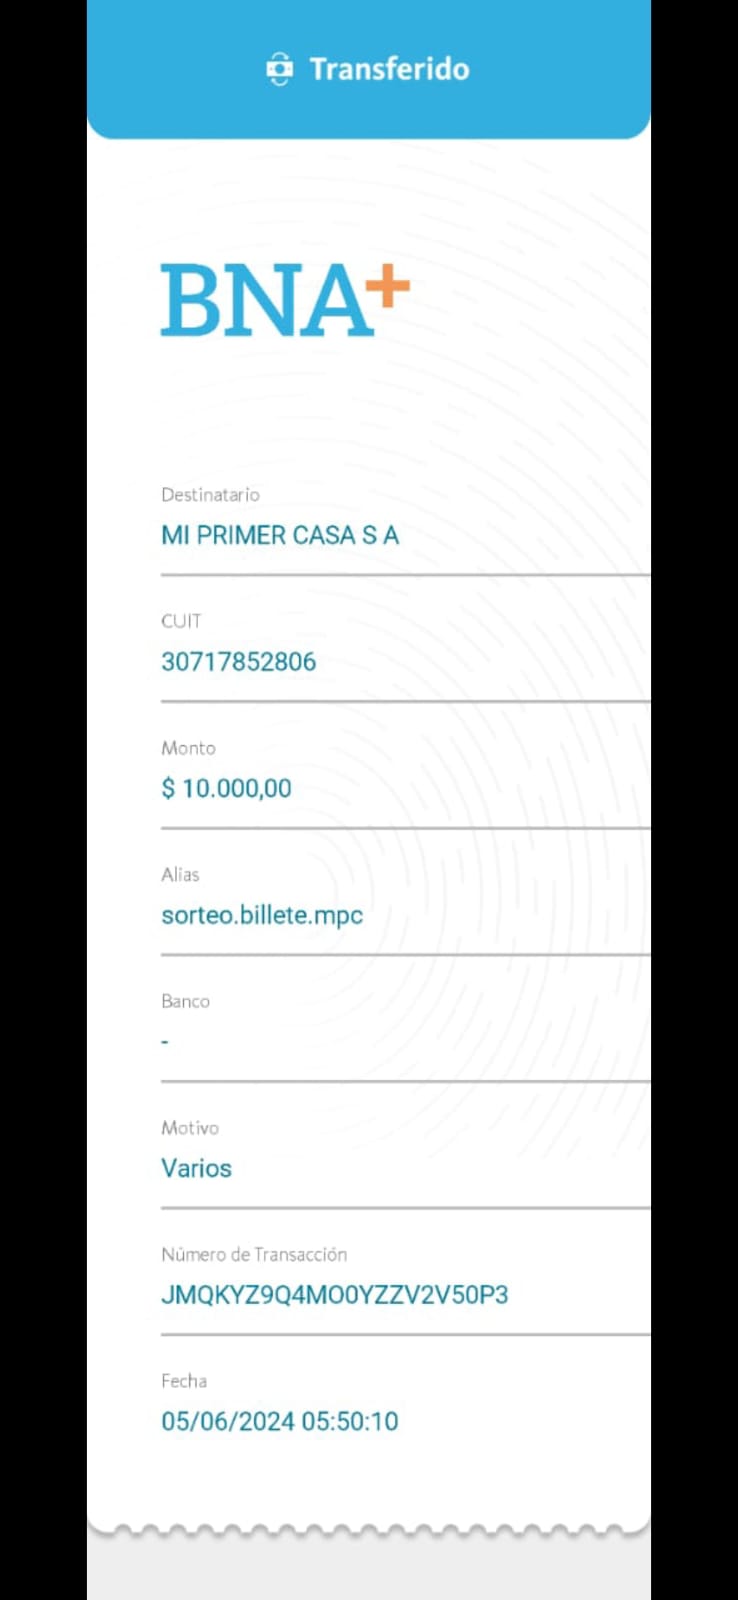 Transferido
BNA+
Destinatario
MI PRIMER CASA S A
CUIT
30717852806
Monto
$ 10.000,00
Alias
sorteo.billete.mpc
Banco
-
Motivo
Varios
Número de Transacción
JMQKYZ9Q4MO0YZZV2V50P3
Fecha
05/06/2024 05:50:10